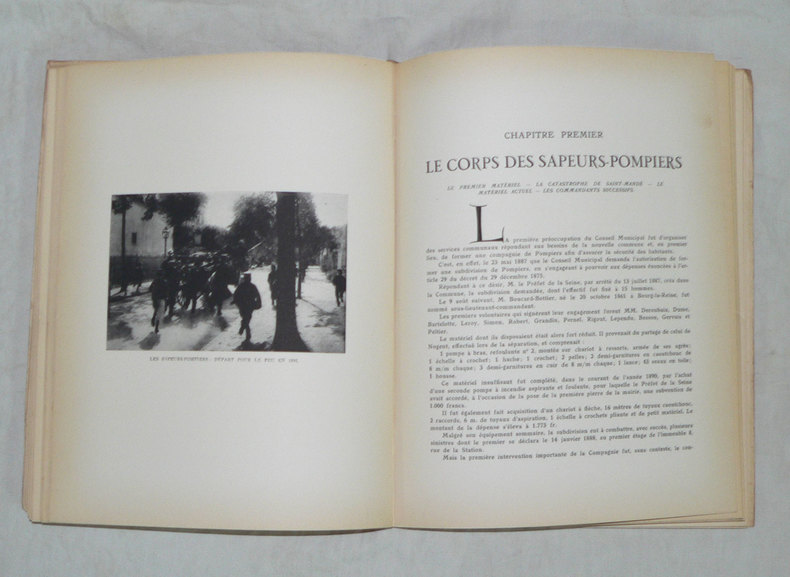 LES SAPEURS-POMPIERS : DÉPART POUR LE FEU EN
CHAPITRE PREMIER
LE CORPS DES SAPEURS-POMPIERS
LE PREMIER MATÉRIEL — LA CATASTROPHE DE SAINT-MANDÉ — LE
MATÉRIEL ACTUEL — LES COMMANDANTS SUCCESSIFS.
LA première préoccupation du Conseil Municipal fut d'organiser
des services communaux répondant aux besoins de la nouvelle commune et, en premier
lieu, de former une compagnie de Pompiers afin d'assurer la sécurité des habitants.
C'est, en effet, le 23 mai 1887 que le Conseil Municipal demanda l'autorisation de for-
mer une subdivision de Pompiers, en s'engageant à pourvoir aux dépenses énoncées à l'ar-
ticle 29 du décret du 29 décembre 1875.
Répondant à ce désir, M. le Préfet de la Seine, par arrêté du 13 juillet 1887, créa dans
la Commune, la subdivision demandée, dont l'effectif fut fixé à 15 hommes.
Le 9 août suivant, M. Boucard-Bottier, né le 20 octobre 1861 à Bourg-la-Reine, fut
nommé sous-lieutenant-commandant.
Les premiers volontaires qui signèrent leur engagement furent MM. Deresbaix, Dame,
Bartelotte, Leroy, Simon, Robert, Grandin, Pernel, Rigout, Lependu, Besson, Gervais et
Peltier.
Le matériel dont ils disposaient était alors fort réduit. Il provenait du partage de celui de
Nogent, effectué lors de la séparation, et comprenait :
1 pompe à bras, refoulante n° 2, montée sur chariot à ressorts, armée de ses agrès;
1 échelle à crochet; 1 hache; 1 crochet; 2 pelles; 2 demi-garnitures en caoutchouc de
8 m/m chaque; 3 demi-garnitures en cuir de 8 m/m chaque; 1 lance; 65 seaux en toile;
1 housse.
Ce matériel insuffisant fut complété, dans le courant de l'année 1890, par l'achat
d'une seconde pompe à incendie aspirante et foulante, pour laquelle le Préfet de la Seine
avait accordé, à l'occasion de la pose de la première pierre de la mairie, une subvention de
1.000 francs.
Il fut également fait acquisition d'un chariot à flèche, 16 mètres de tuyaux caoutchouc,
2 raccords, 6 m. de tuyaux d'aspiration, 1 échelle à crochets pliante et de petit matériel. Le
montant de la dépense s'éleva à 1.775 fr.
Malgré son équipement sommaire, la subdivision eut à combattre, avec succès, plusieurs
sinistres dont le premier se déclara le 14 janvier 1888, au premier étage de l'immeuble 6,
rue de la Station.
Mais la première intervention importante de la Compagnie fut, sans conteste, le con-